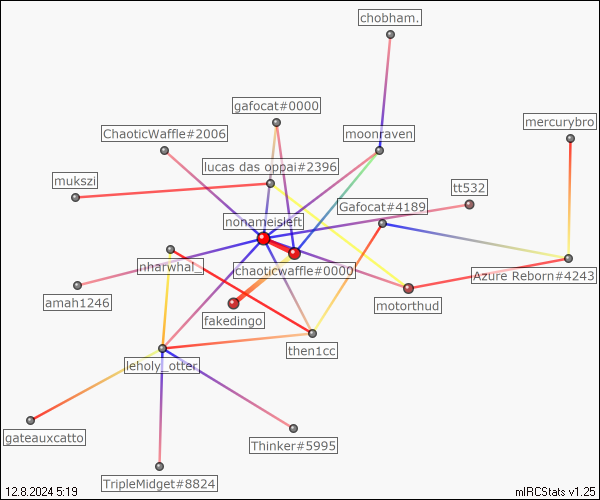 chobham.
gafocat#0000
mercurybro
ChaoticWaffle#2006
moonraven
lucas das oppai#2396
mukszi
tt532
Gafocat#4189
nonameisleft
nharwhal_
chaoticwaffle#0000
Azure Reborn#4243
amah1246
motorthud
fakedingo
then1cc
leholy_otter
gateauxcatto
Thinker#5995
TripleMidget#8824
12.8.2024 5:19
mIRCStats v1.25